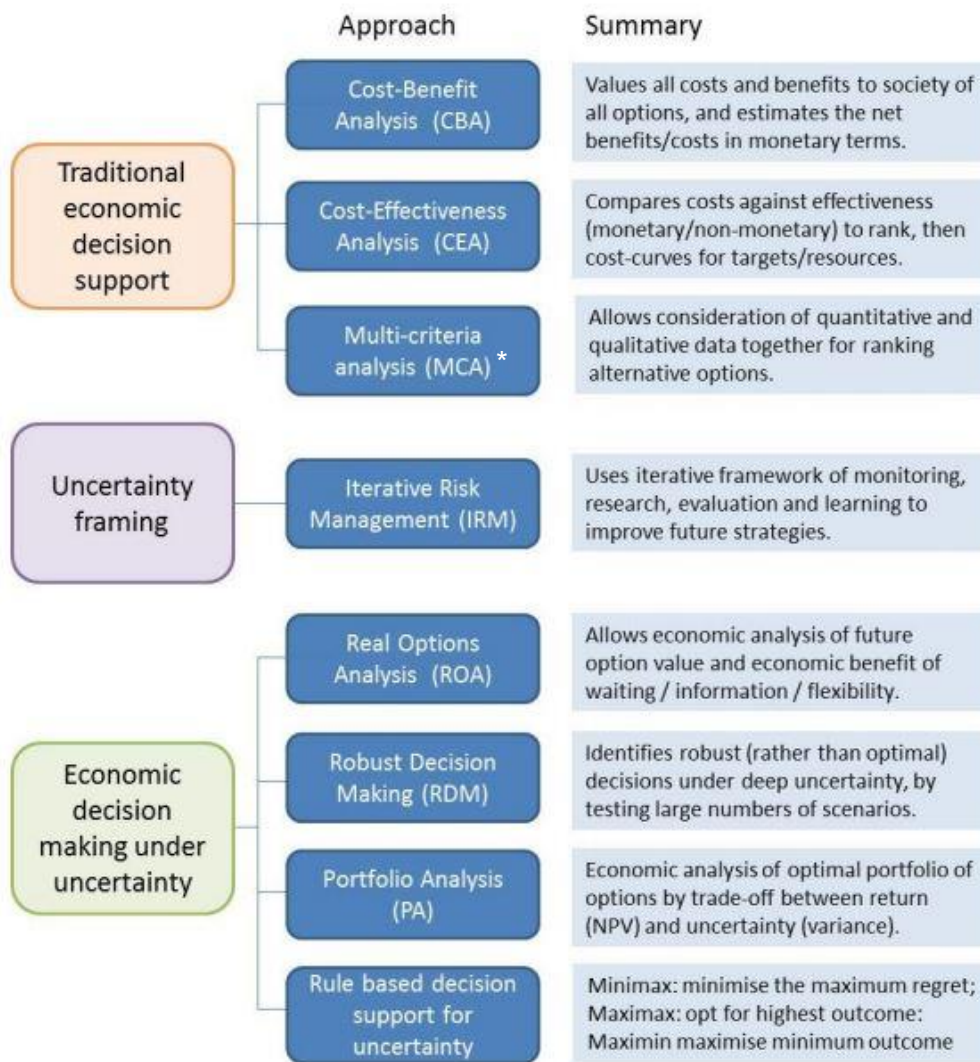 Approach
Summary
Traditional
economic
decision
support
Cost-Benefit
Analysis (CBA)
Values all costs and benefits to society of
all options, and estimates the net
benefits/costs in monetary terms.
Cost-Effectiveness
Analysis (CEA)
Compares costs against effectiveness
(monetary/non-monetary) to rank, then
cost-curves for targets/resources.
Multi-criteria
analysis (MCA) *
Allows consideration of quantitative and
qualitative data together for ranking
alternative options.
Uncertainty
framing
Iterative Risk
Management (IRM)
Uses iterative framework of monitoring,
research, evaluation and learning to
improve future strategies.
Economic
decision
making under
uncertainty
Real Options
Analysis (ROA)
Allows economic analysis of future
option value and economic benefit of
waiting / information / flexibility.
Robust Decision
Making (RDM)
Identifies robust (rather than optimal)
decisions under deep uncertainty, by
testing large numbers of scenarios.
Portfolio Analysis
(PA)
Economic analysis of optimal portfolio of
options by trade-off between return
(NPV) and uncertainty (variance).
Rule based decision
support for
uncertainty
Minimax: minimise the maximum regret;
Maximax: opt for highest outcome:
Maximin maximise minimum outcome